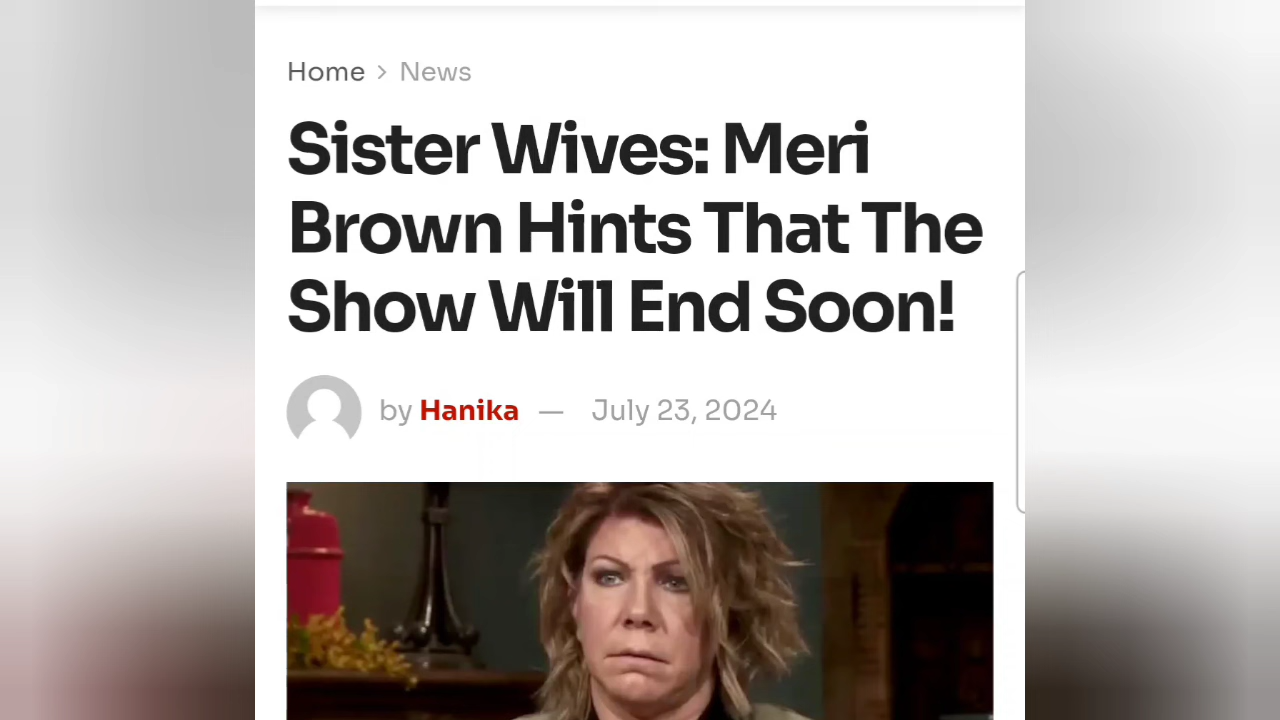 Home > News
Sister Wives: Meri
Brown Hints That The
Show Will End Soon!
by Hanika — July 23, 2024